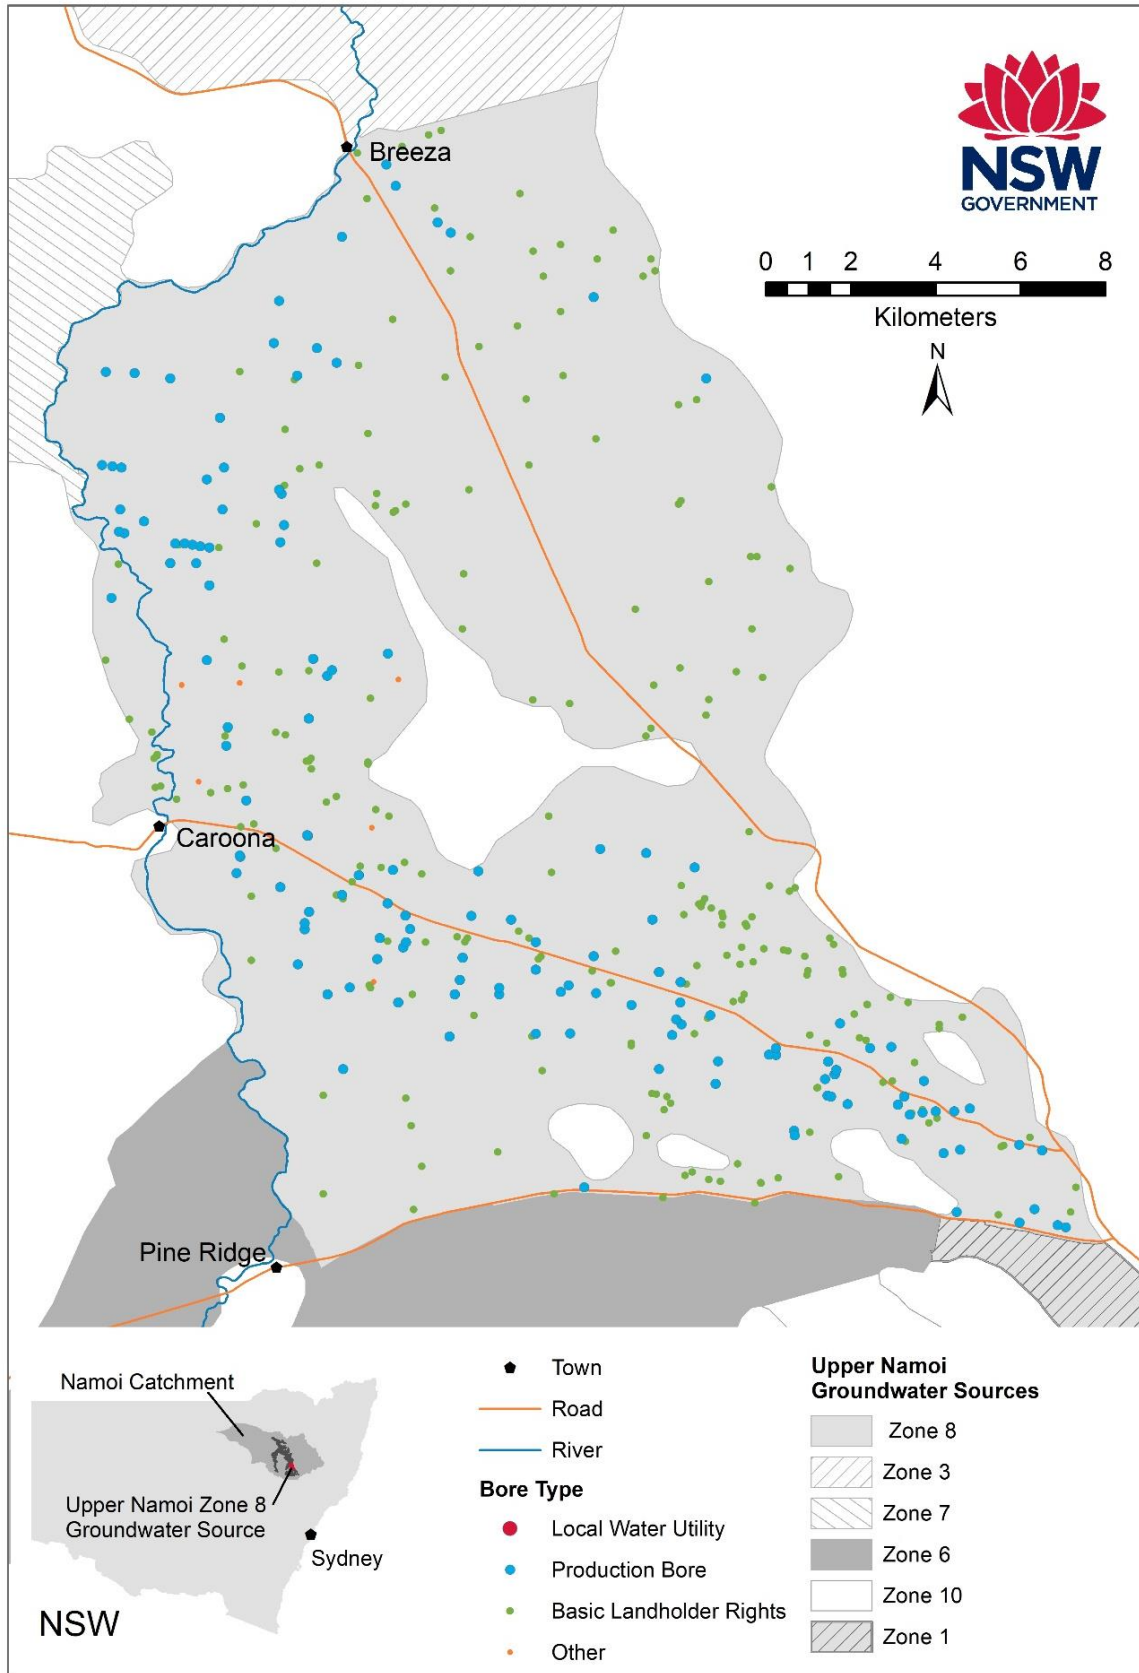 Breeza
NSW
GOVERNMENT
0 1 2 4 6 8
Kilometers
N
Caroona
Pine Ridge
Namoi Catchment
Upper Namoi Zone 8
Groundwater Source
Sydney
NSW
Town
Road
River
Bore Type
Local Water Utility
Production Bore
Basic Landholder Rights
Other
Upper Namoi
Groundwater Sources
Zone 8
Zone 3
Zone 7
Zone 6
Zone 10
Zone 1